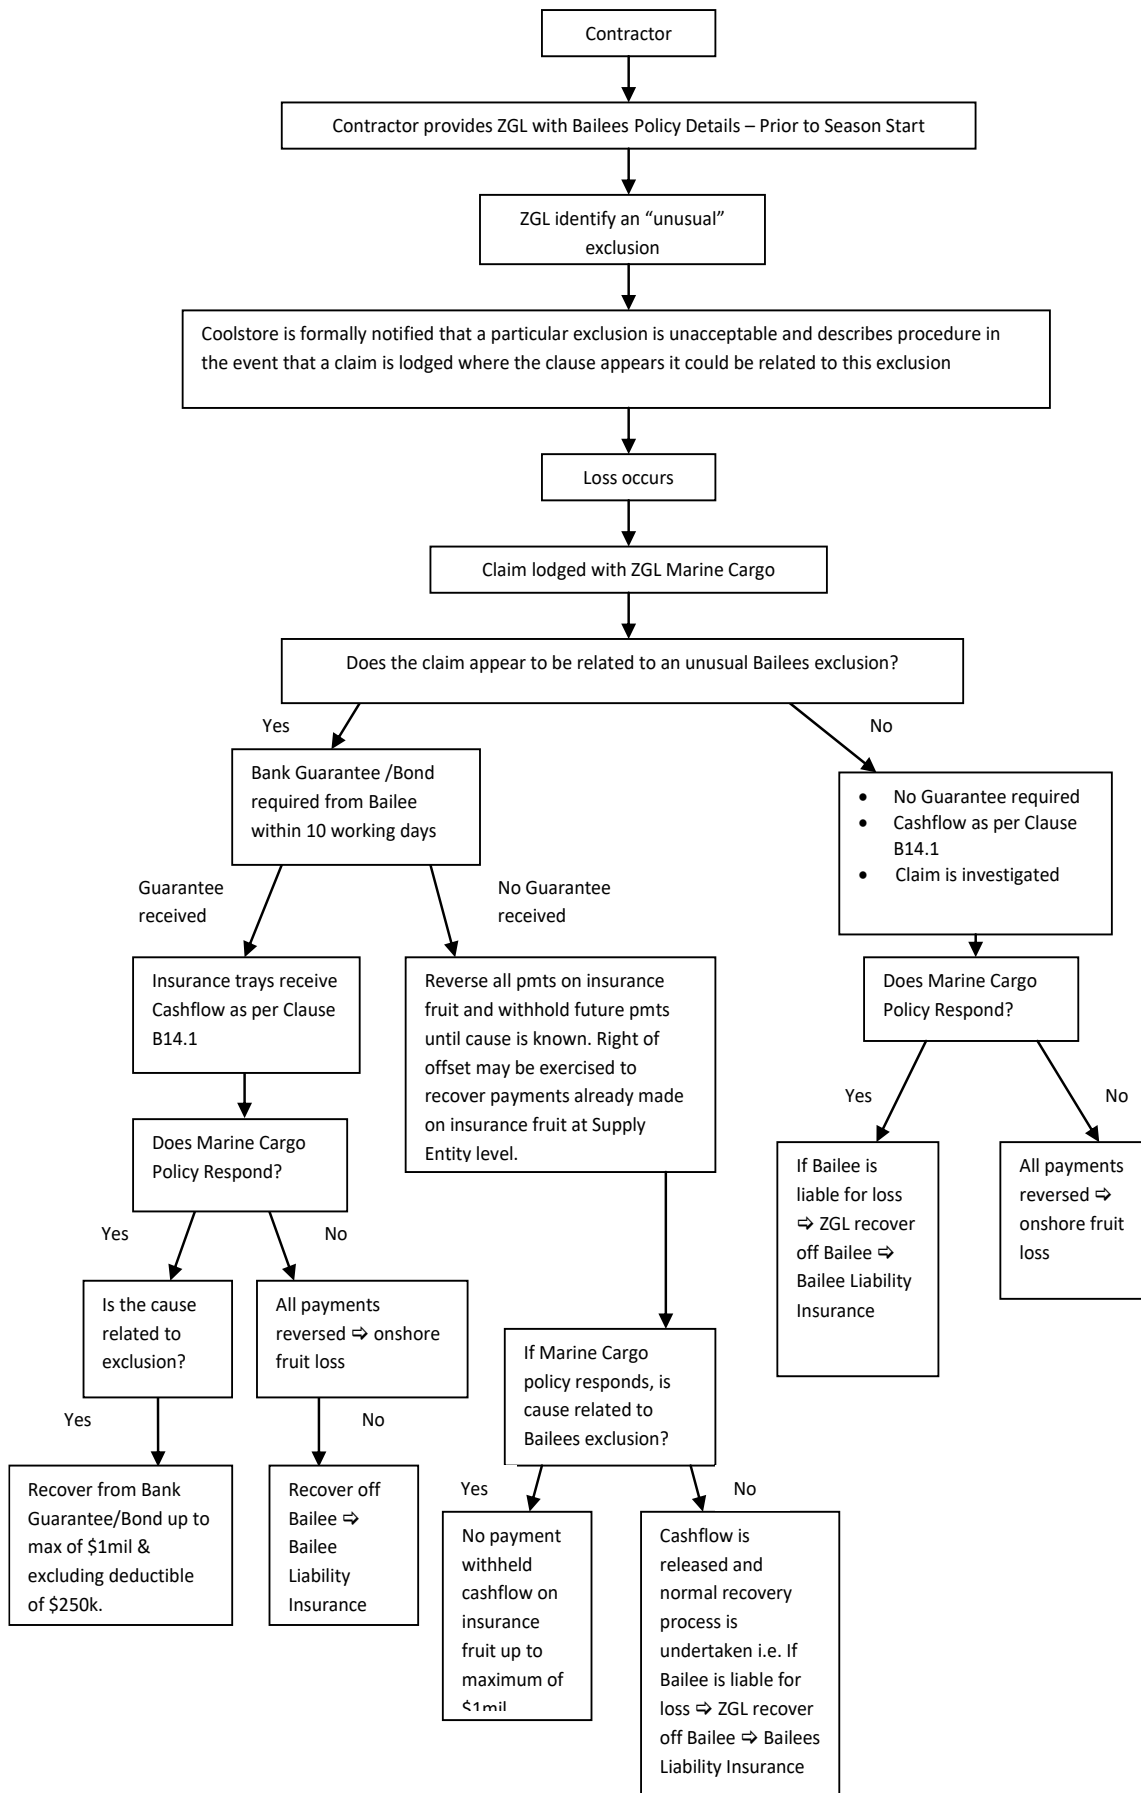 Contractor
Contractor provides ZGL with Bailees Policy Details – Prior to Season Start
ZGL identify an “unusual”
exclusion
Coolstore is formally notified that a particular exclusion is unacceptable and describes procedure in
the event that a claim is lodged where the clause appears it could be related to this exclusion
Loss occurs
Claim lodged with ZGL Marine Cargo
Does the claim appear to be related to an unusual Bailees exclusion?
Yes
No
Bank Guarantee /Bond
required from Bailee
within 10 working days
• No Guarantee required
• Cashflow as per Clause
B14.1
• Claim is investigated
Guarantee
received
No Guarantee
received
Insurance trays receive
Cashflow as per Clause
B14.1
Reverse all pmts on insurance
fruit and withhold future pmts
until cause is known. Right of
offset may be exercised to
recover payments already made
on insurance fruit at Supply
Entity level.
Does Marine Cargo
Policy Respond?
Yes
No
Does Marine Cargo
Policy Respond?
Yes
No
If Bailee is
liable for loss
⇨ ZGL recover
off Bailee ⇨
Bailee Liability
Insurance
All payments
reversed ⇨
onshore fruit
loss
Is the cause
related to
exclusion?
All payments
reversed ⇨ onshore
fruit loss
If Marine Cargo
policy responds, is
cause related to
Bailees exclusion?
Yes
No
Yes
No
Recover from Bank
Guarantee/Bond up to
max of $1mil &
excluding deductible
of $250k.
Recover off
Bailee ⇨
Bailee
Liability
Insurance
No payment
withheld
cashflow on
insurance
fruit up to
maximum of
$1mil
Cashflow is
released and
normal recovery
process is
undertaken i.e. If
Bailee is liable for
loss ⇨ ZGL recover
off Bailee ⇨ Bailees
Liability Insurance